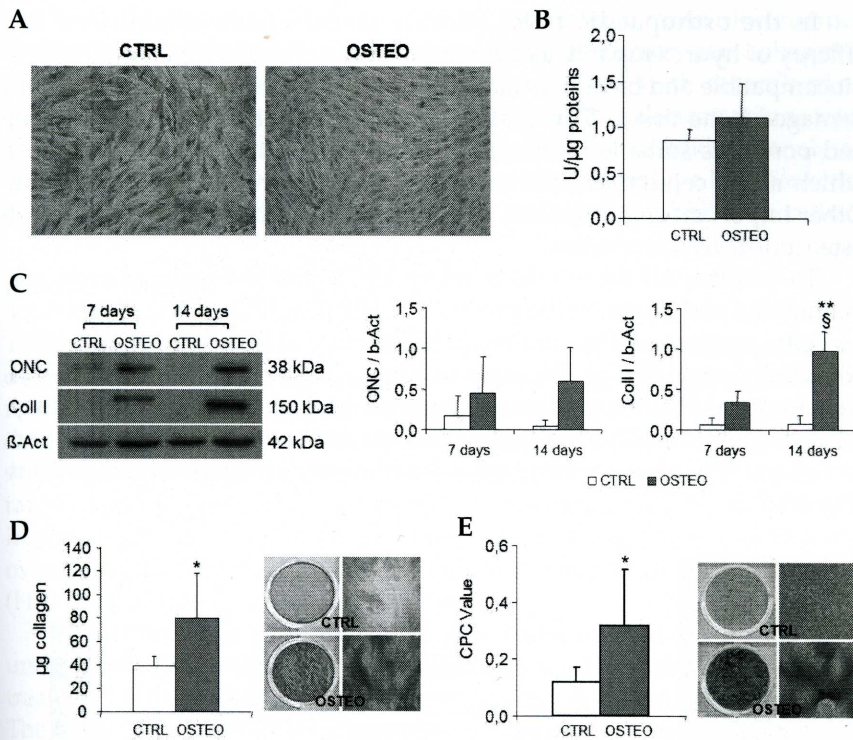 A
CTRL OSTEO
B
U/µg proteins
2,0
1,5
1,0
0,5
0,0
CTRL OSTEO
C
7 days 14 days
CTRL OSTEO CTRL OSTEO
ONC 38 kDa
Coll I 150 kDa
ß-Act 42 kDa
ONC / b-Act
1,5
1,0
0,5
0,0
7 days 14 days
Coll I / b-Act
1,5
1,0
0,5
0,0
**
§
7 days 14 days
CTRL OSTEO
D
µg collagen
140
120
100
80
60
40
20
0
*
CTRL OSTEO
CTRL
OSTEO
E
CPC Value
0,6
0,4
0,2
0,0
*
CTRL OSTEO
CTRL
OSTEO